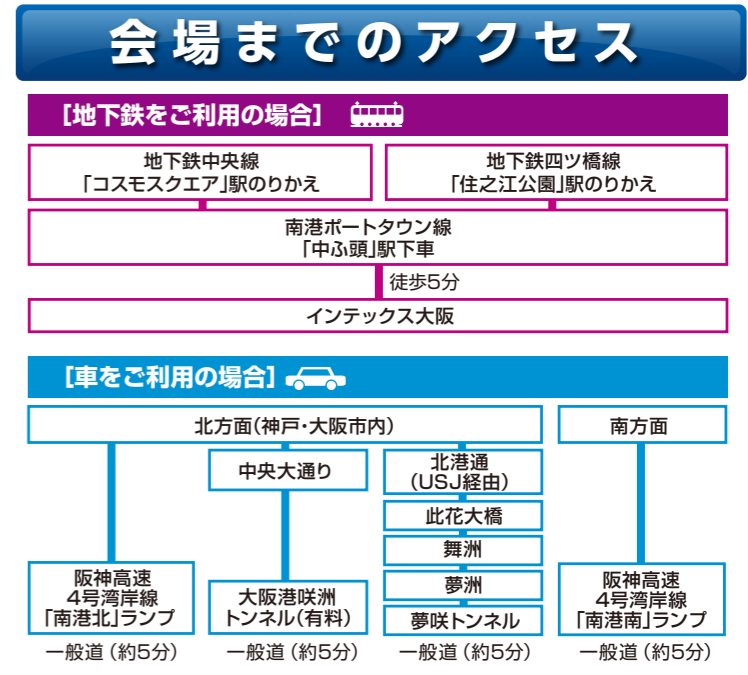 会場までのアクセス
[地下鉄をご利用の場合]
地下鉄中央線
「コスモスクエア」駅のりかえ
地下鉄四ツ橋線
「住之江公園」駅のりかえ
南港ポートタウン線
「中ふ頭」駅下車
徒歩5分
インテックス大阪
[車をご利用の場合]
北方面(神戸・大阪市内)
阪神高速
4号湾岸線
「南港北」ランプ
一般道(約5分)
中央大通り
大阪港咲洲
トンネル(有料)
一般道(約5分)
北港通
(USJ経由)
此花大橋
舞洲
夢洲
夢咲トンネル
一般道(約5分)
南方面
阪神高速
4号湾岸線
「南港南」ランプ
一般道(約5分)